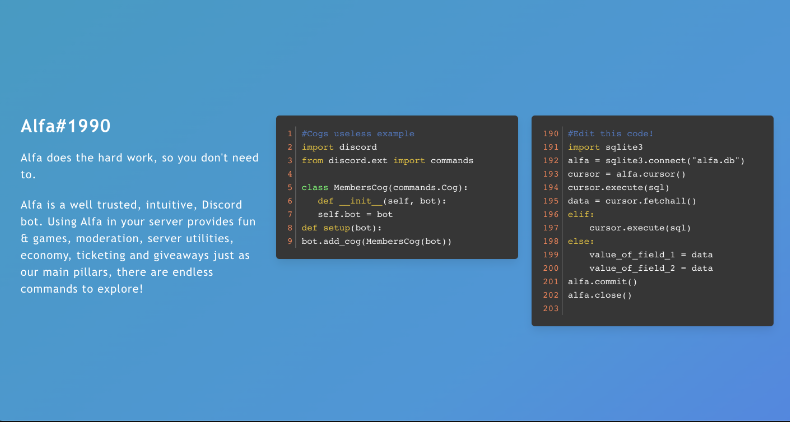 Alfa#1990
Alfa does the hard work, so you don't need
to.
Alfa is a well trusted, intuitive, Discord
bot. Using Alfa in your server provides fun
& games, moderation, server utilities,
economy, ticketing and giveaways just as
our main pillars, there are endless
commands to explore!
1 #Cogs useless example
2 import discord
3 from discord.ext import commands
4
5 class MembersCog(commands.Cog):
6    def __init__(self, bot):
7    self.bot = bot
8 def setup(bot):
9 bot.add_cog(MembersCog(bot))
190 #Edit this code!
191 import sqlite3
192 alfa = sqlite3.connect("alfa.db")
193 cursor = alfa.cursor()
194 cursor.execute(sql)
195 data = cursor.fetchall()
196 elif:
197     cursor.execute(sql)
198 else:
199     value_of_field_1 = data
200     value_of_field_2 = data
201 alfa.commit()
202 alfa.close()
203